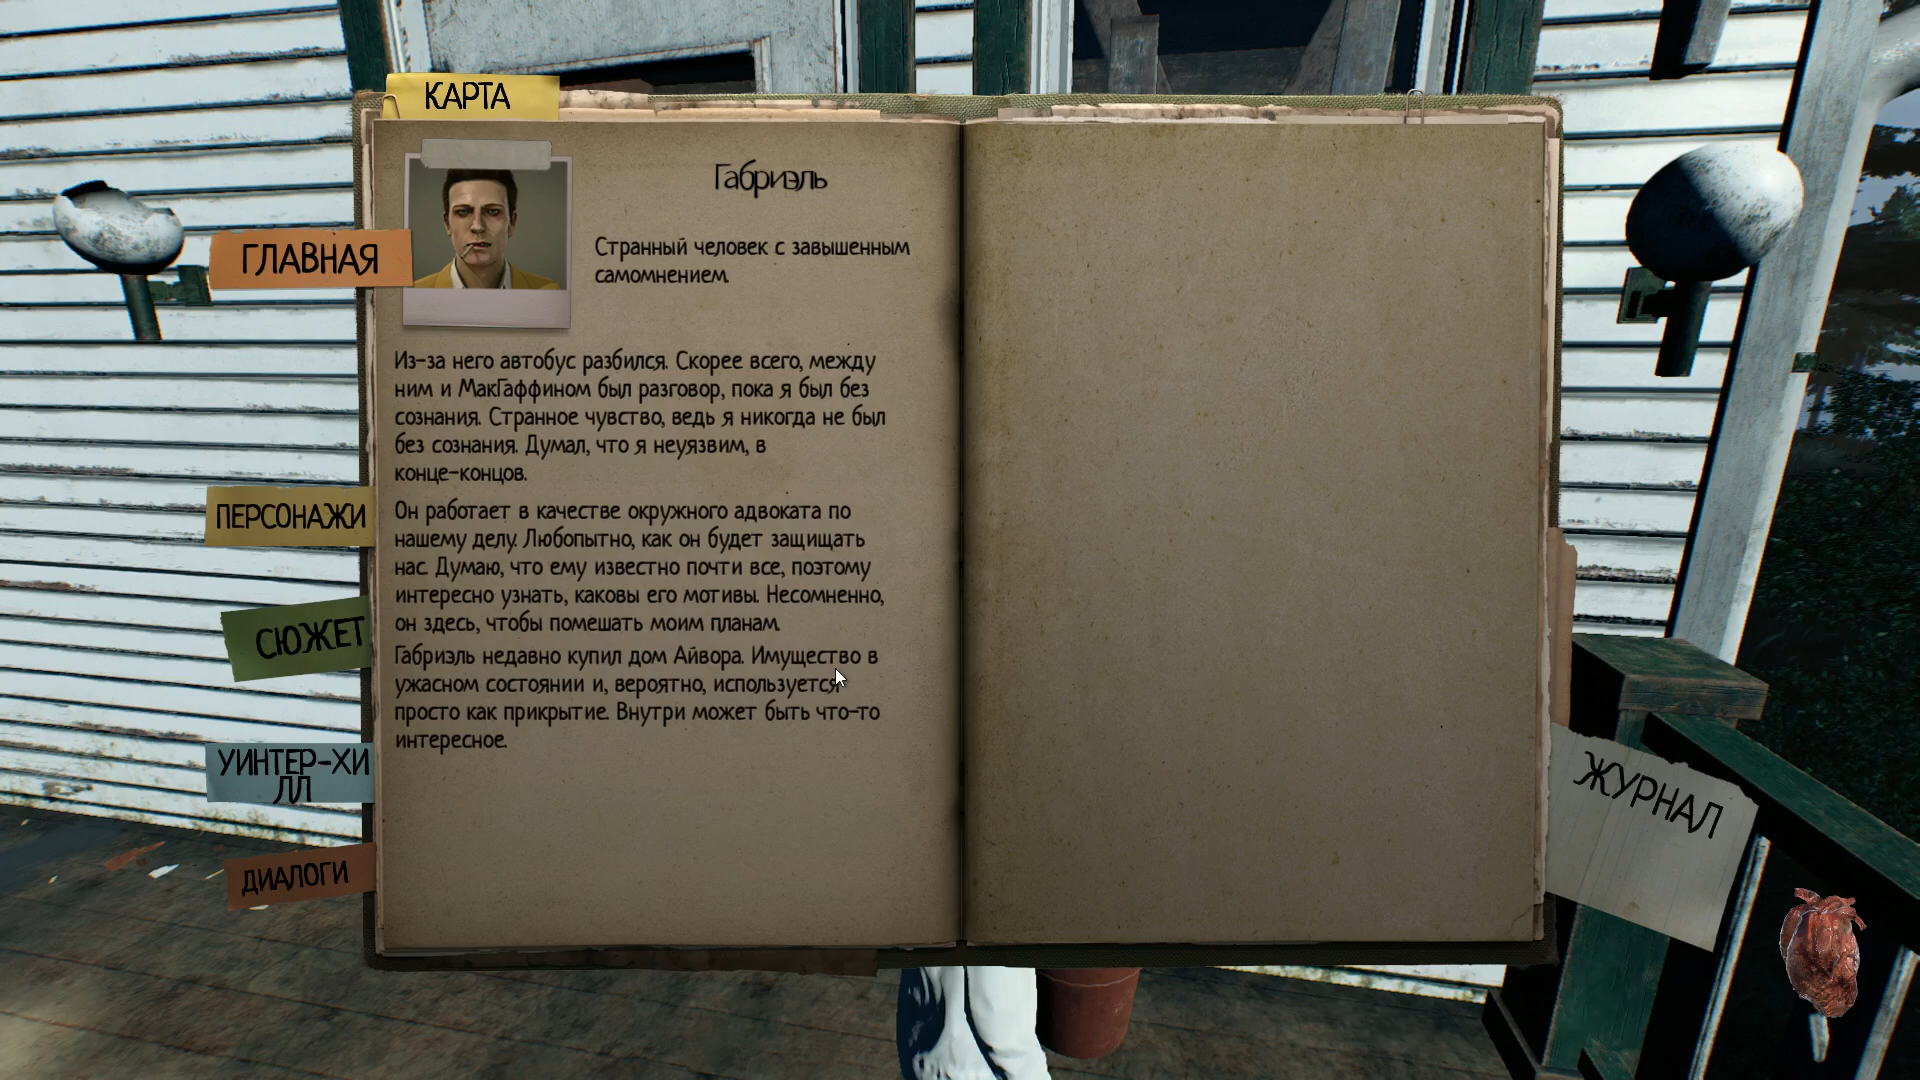 КАРТА
Габриэль
Странный человек с завышенным
самомнением.
ГЛАВНАЯ
Из-за него автобус разбился. Скорее всего, между
ним и МакГаффином был разговор, пока я был без
сознания. Странное чувство, ведь я никогда не был
без сознания. Думал, что я неуязвим, в
конце-концов.
ПЕРСОНАЖИ
Он работает в качестве окружного адвоката по
нашему делу. Любопытно, как он будет защищать
нас. Думаю, что ему известно почти все, поэтому
интересно узнать, каковы его мотивы. Несомненно,
он здесь, чтобы помешать моим планам.
СЮЖЕТ
Габриэль недавно купил дом Айвора. Имущество в
ужасном состоянии и, вероятно, используется
просто как прикрытие. Внутри может быть что-то
интересное.
УИНТЕР-ХИ
ЛЛ
ДИАЛОГИ
ЖУРНАЛ